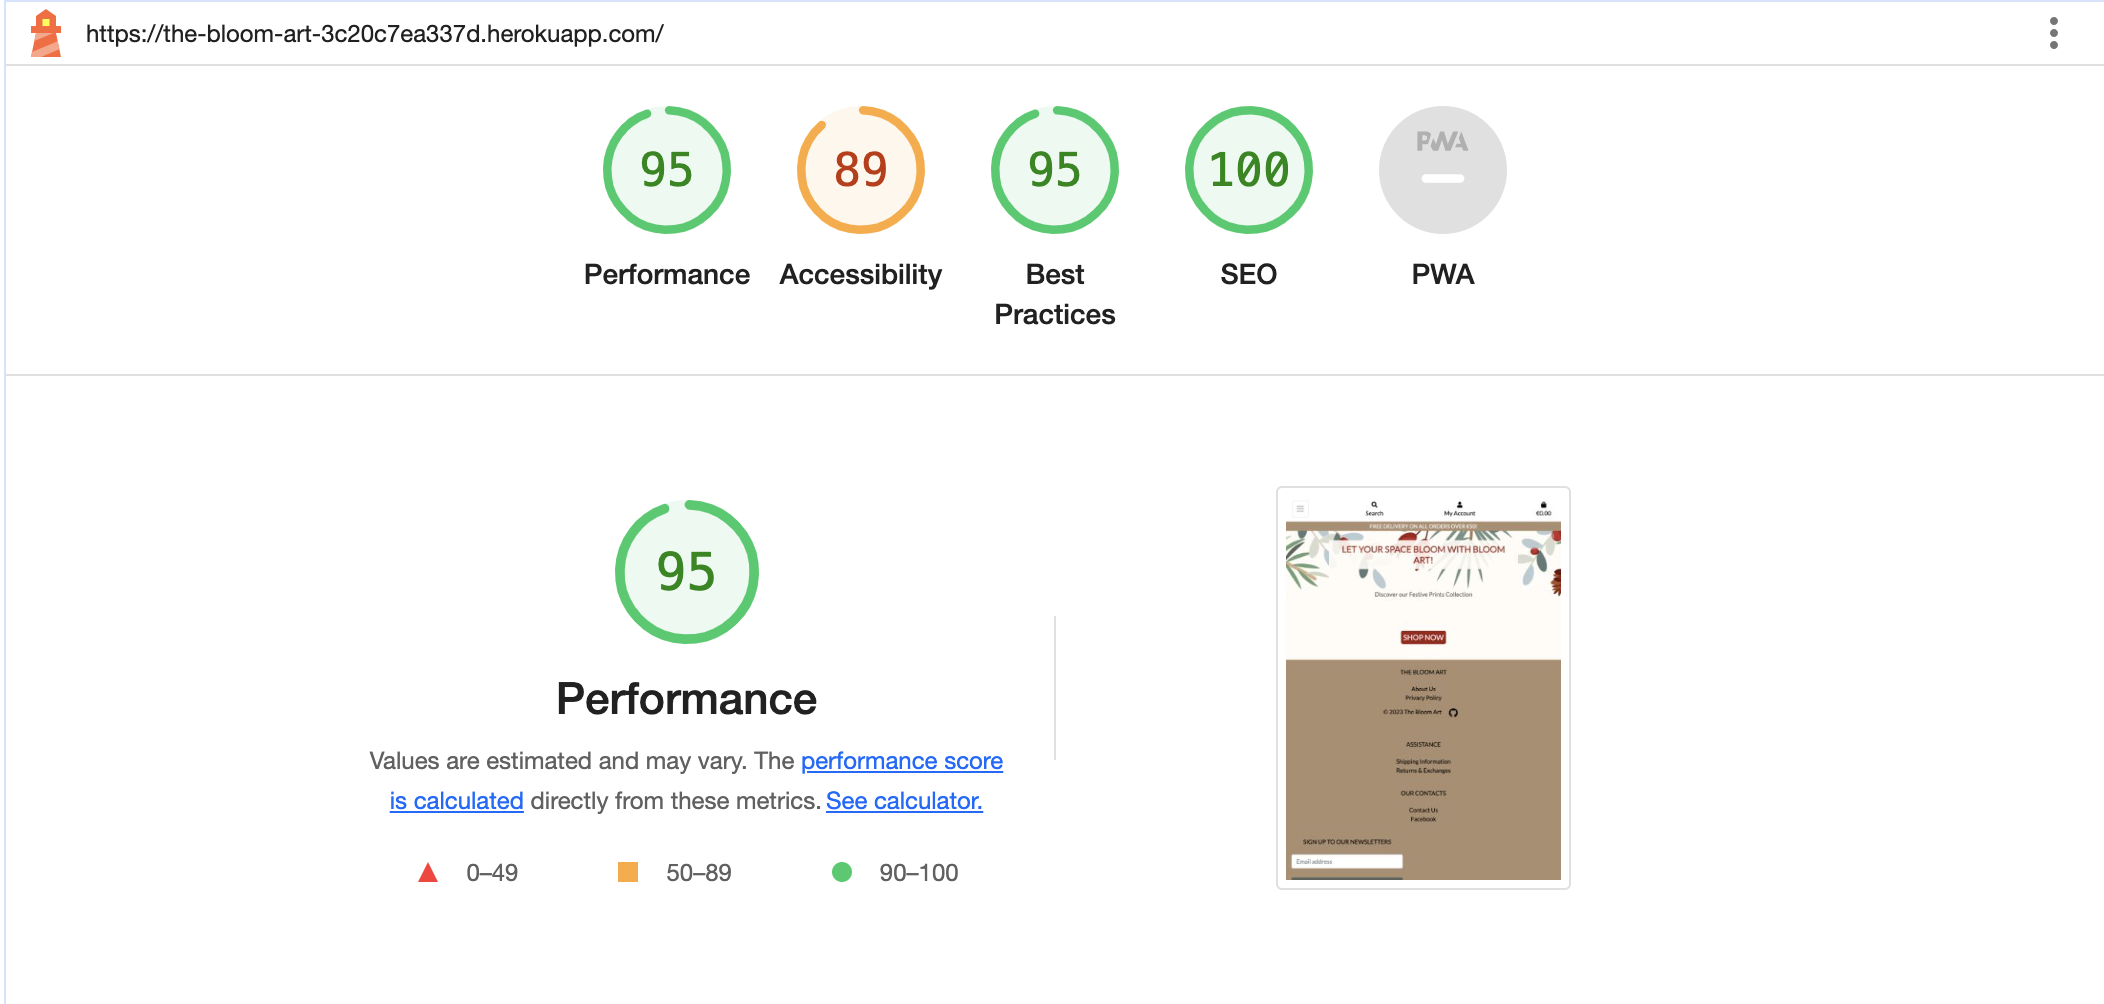 https://the-bloom-art-3c20c7ea337d.herokuapp.com/
95
89
95
100
PWA
Performance
Accessibility
Best
Practices
SEO
PWA
95
Performance
Values are estimated and may vary. The performance score
is calculated directly from these metrics. See calculator.
0–49
50–89
90–100
Search
My Account
€0.00
FREE DELIVERY ON ALL ORDERS OVER €50!
LET YOUR SPACE BLOOM WITH BLOOM
ART!
Discover our Festive Prints Collection
SHOP NOW
THE BLOOM ART
About Us
Privacy Policy
© 2023 The Bloom Art
ASSISTANCE
Shipping Information
Returns & Exchanges
OUR CONTACTS
Contact Us
Facebook
SIGN UP TO OUR NEWSLETTERS
Email address